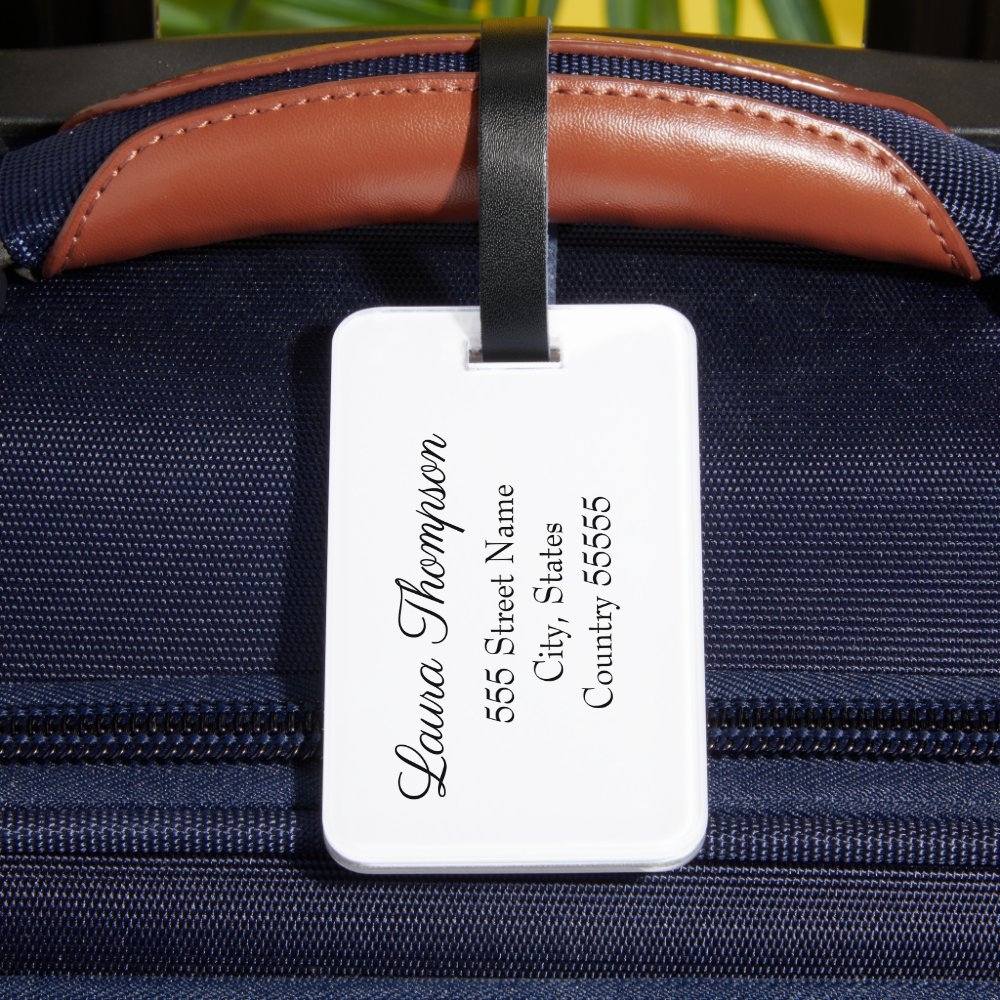 Laura Thompson
555 Street Name
City, States
Country 55555